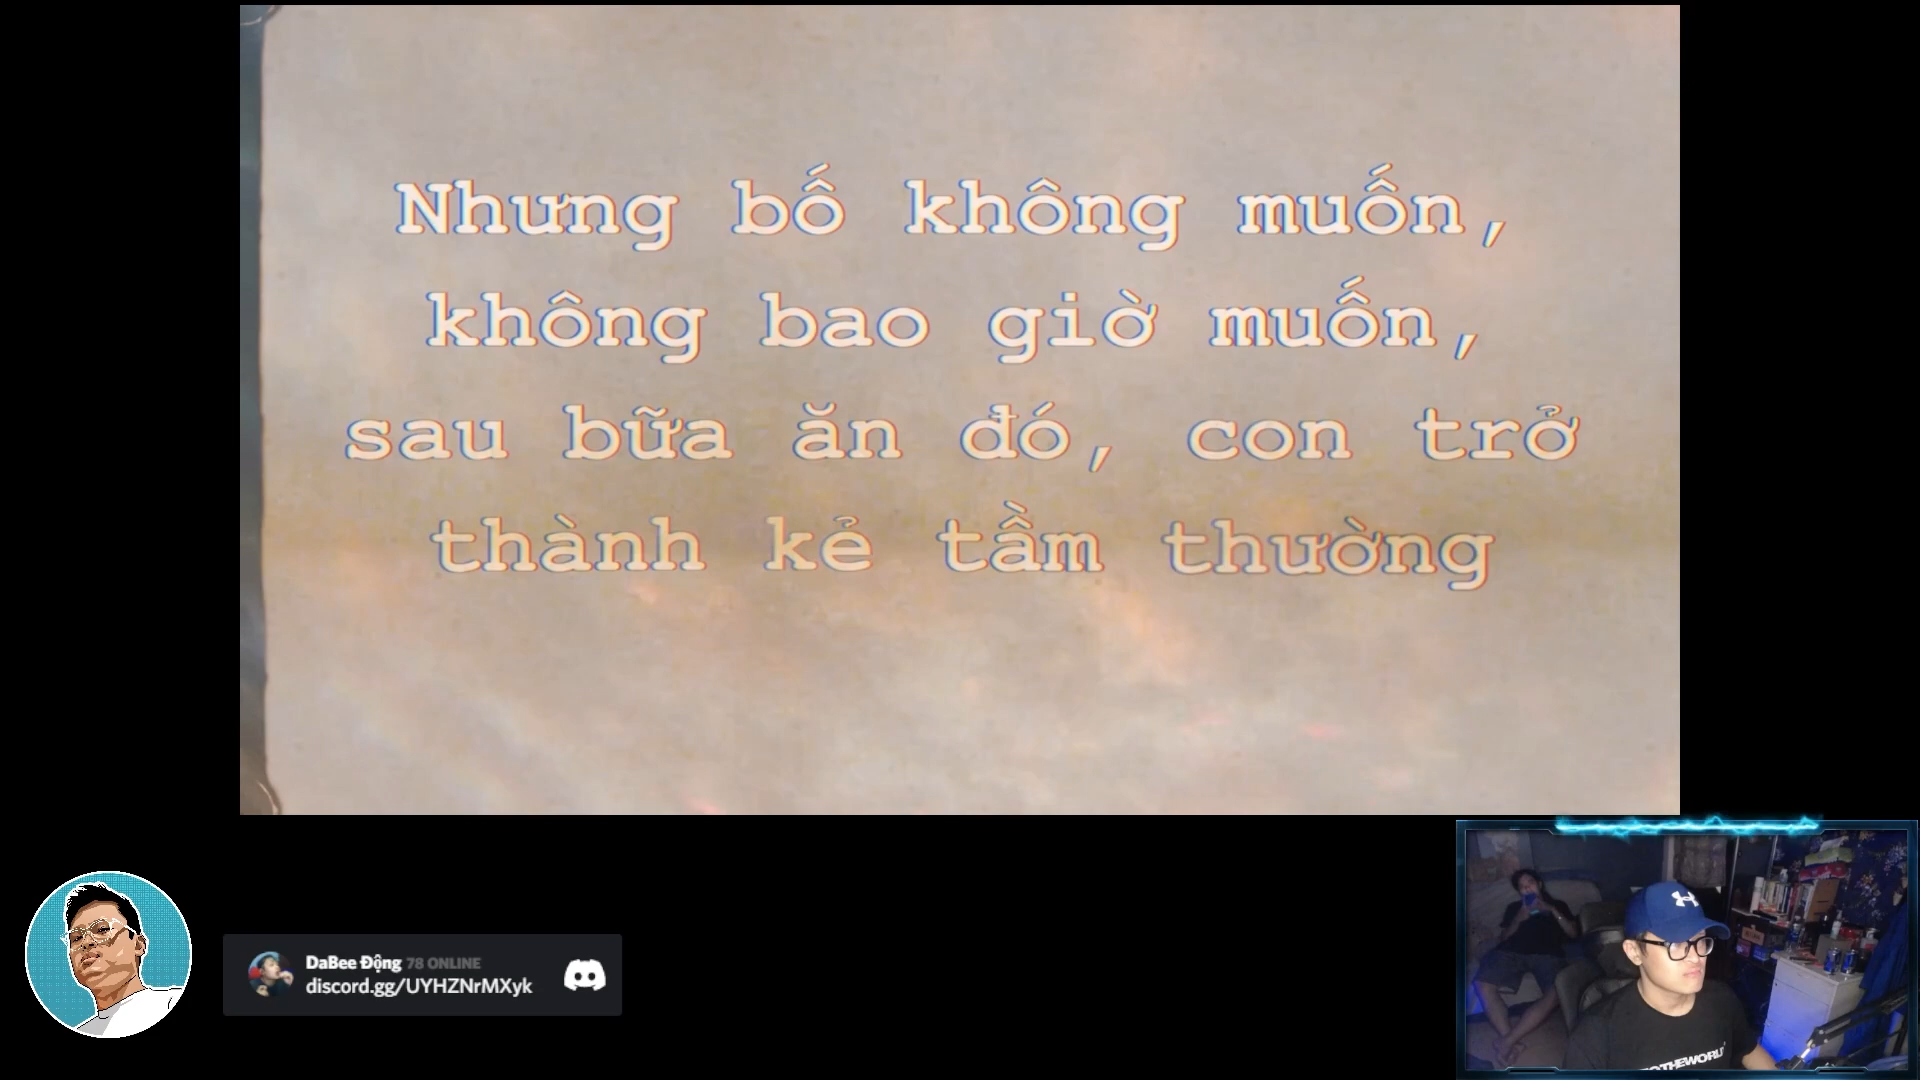 Nhưng bố không muốn,
không bao giờ muốn,
sau bữa ăn đó, con trở
thành kẻ tầm thường
DaBee Động 78 ONLINE
discord.gg/UYHZNrMXyk